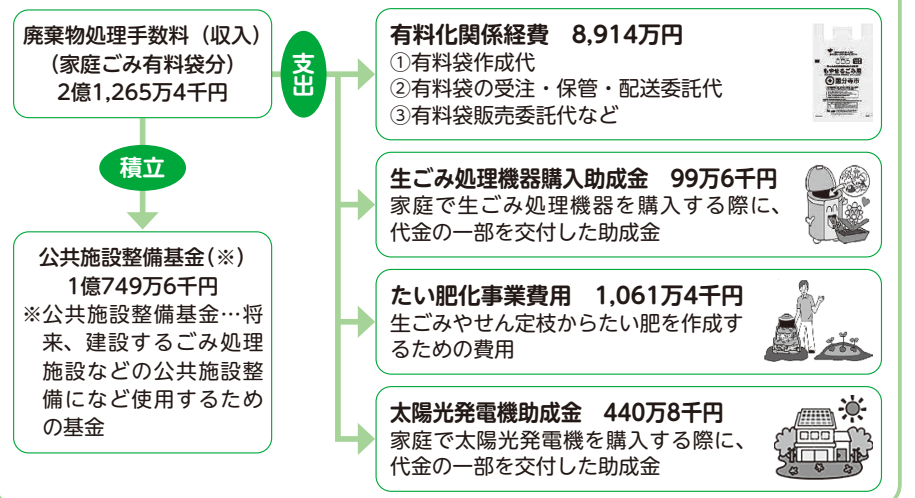 廃棄物処理手数料（収入）
（家庭ごみ有料袋分）
2億1,265万4千円
支出
積立
公共施設整備基金（※）
1億749万6千円
※公共施設整備基金…将
来、建設するごみ処理
施設などの公共施設整
備になど使用するため
の基金
有料化関係経費　8,914万円
①有料袋作成代
②有料袋の受注・保管・配送委託代
③有料袋販売委託代など
もやせるごみ用
国分寺市
生ごみ処理機器購入助成金　99万6千円
家庭で生ごみ処理機器を購入する際に、
代金の一部を交付した助成金
たい肥化事業費用　1,061万4千円
生ごみやせん定枝からたい肥を作成す
るための費用
太陽光発電機助成金　440万8千円
家庭で太陽光発電機を購入する際に、
代金の一部を交付した助成金